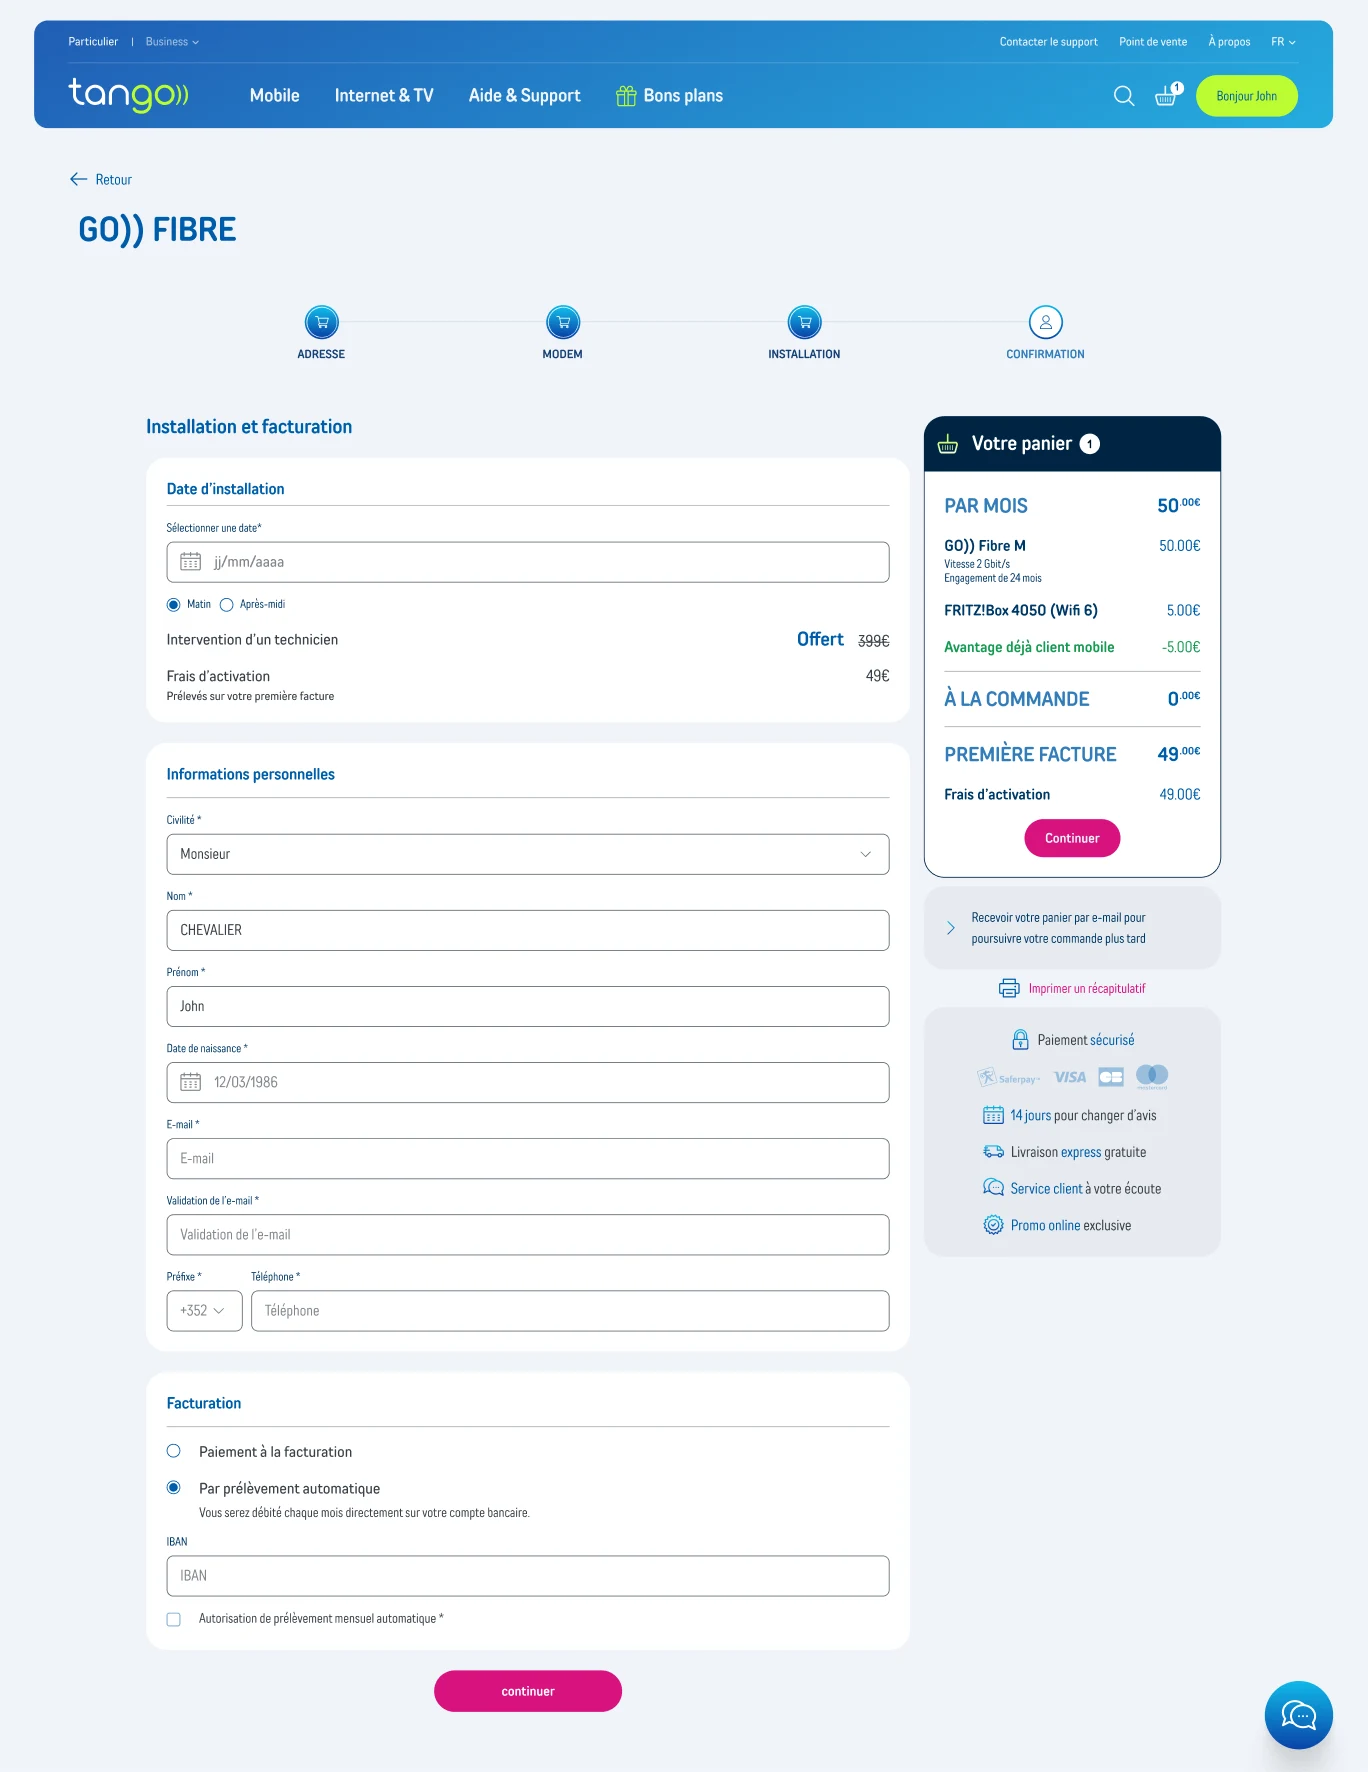 Particulier | Business
Contacter le support Point de vente À propos FR
tango))
Mobile Internet & TV Aide & Support Bons plans
1
Bonjour John
Retour
GO)) FIBRE
ADRESSE MODEM INSTALLATION CONFIRMATION
Installation et facturation
Date d'installation
Sélectionner une date*
jj/mm/aaaa
Matin Après-midi
Intervention d'un technicien Offert 399€
Frais d'activation 49€
Prélevés sur votre première facture
Informations personnelles
Civilité *
Monsieur
Nom *
CHEVALIER
Prénom *
John
Date de naissance *
12/03/1986
E-mail *
E-mail
Validation de l'e-mail *
Validation de l'e-mail
Préfixe * Téléphone *
+352 Téléphone
Facturation
Paiement à la facturation
Par prélèvement automatique
Vous serez débité chaque mois directement sur votre compte bancaire.
IBAN
IBAN
Autorisation de prélèvement mensuel automatique *
continuer
Votre panier 1
PAR MOIS 50.00€
GO)) Fibre M 50.00€
Vitesse 2 Gbit/s
Engagement de 24 mois
FRITZ!Box 4050 (Wifi 6) 5.00€
Avantage déjà client mobile -5.00€
À LA COMMANDE 0.00€
PREMIÈRE FACTURE 49.00€
Frais d'activation 49.00€
Continuer
Recevoir votre panier par e-mail pour
poursuivre votre commande plus tard
Imprimer un récapitulatif
Paiement sécurisé
Saferpay™ VISA CB mastercard
14 jours pour changer d'avis
Livraison express gratuite
Service client à votre écoute
Promo online exclusive